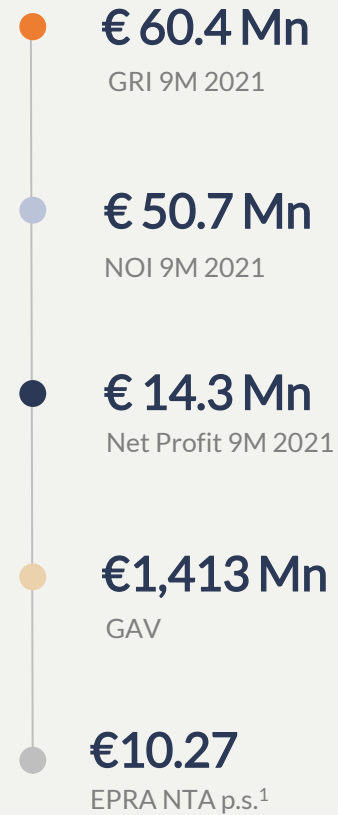 € 60.4 Mn
GRI 9M 2021
€ 50.7 Mn
NOI 9M 2021
€ 14.3 Mn
Net Profit 9M 2021
€1,413 Mn
GAV
€10.27
EPRA NTA p.s.¹